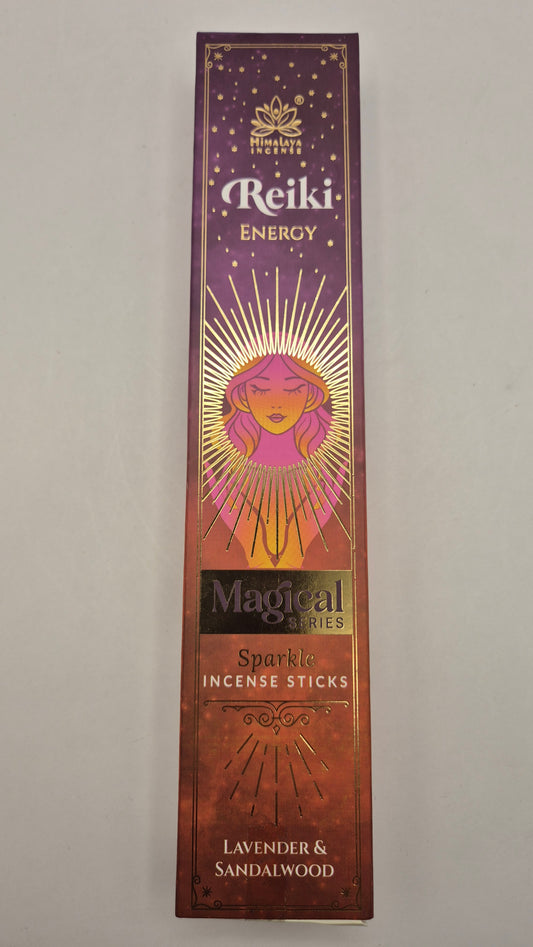 ®
HIMALAYA
INCENSE
Reiki
ENERGY
Magical
SERIES
Sparkle
INCENSE STICKS
LAVENDER &
SANDALWOOD